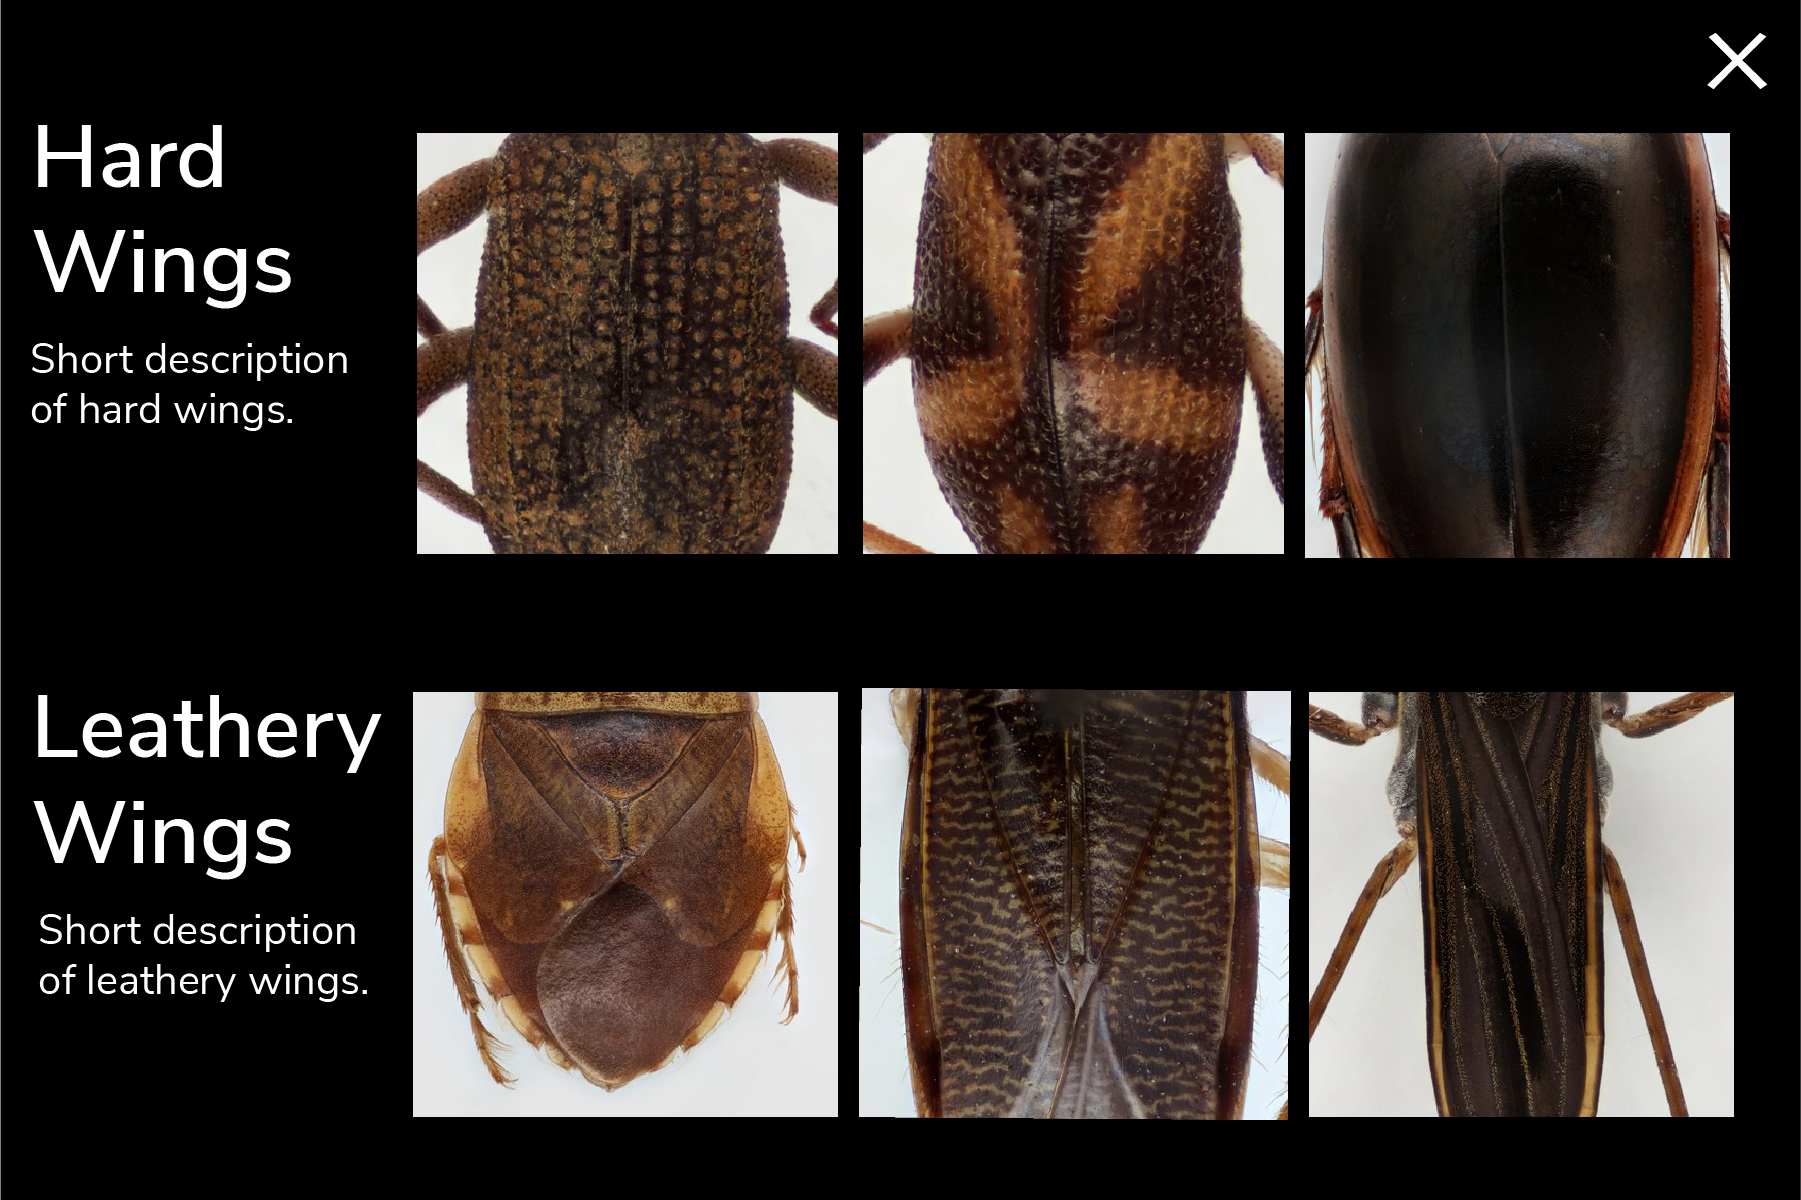 Hard
Wings
Short description
of hard wings.
Leathery
Wings
Short description
of leathery wings.